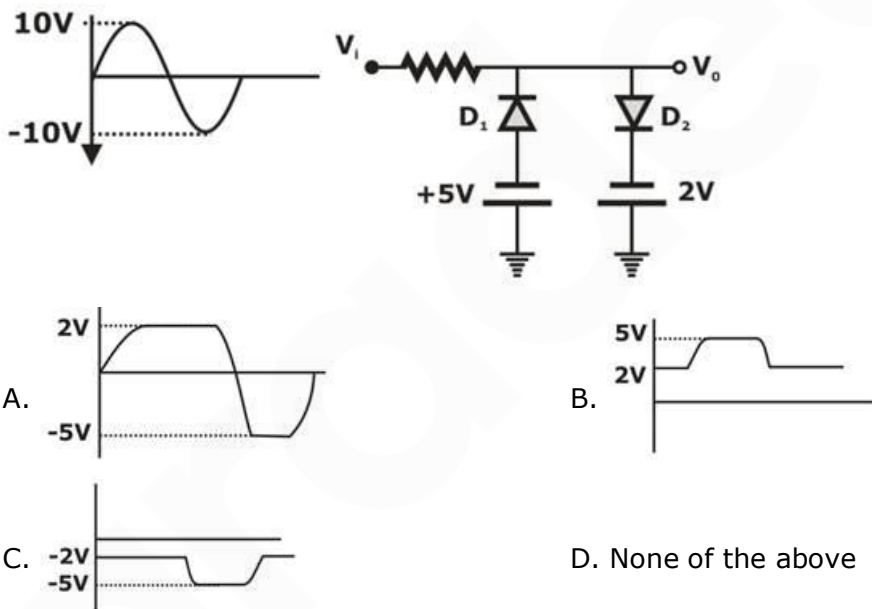 10V
-10V
Vᵢ
V₀
D₁
D₂
+5V
2V
A.
2V
-5V
B.
5V
2V
C.
-2V
-5V
D. None of the above